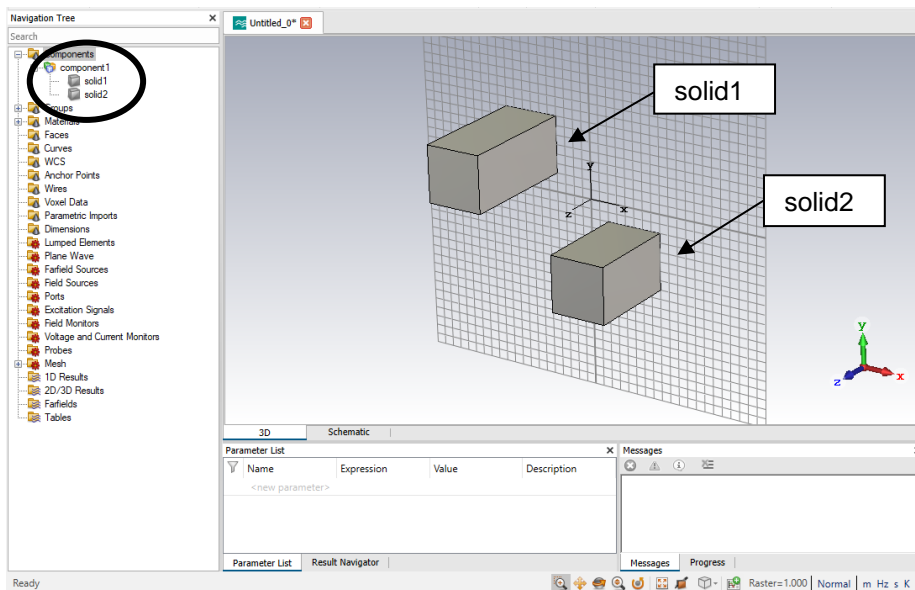 Navigation Tree
Search
Components
component1
solid1
solid2
Groups
Materials
Faces
Curves
WCS
Anchor Points
Wires
Voxel Data
Parametric Imports
Dimensions
Lumped Elements
Plane Wave
Farfield Sources
Field Sources
Ports
Excitation Signals
Field Monitors
Voltage and Current Monitors
Probes
Mesh
1D Results
2D/3D Results
Farfields
Tables
Untitled_0*
solid1
solid2
y
z
x
y
z
x
3D Schematic
Parameter List
Name Expression Value Description
<new parameter>
Parameter List Result Navigator
Messages
Messages Progress
Ready
Raster=1.000 Normal m Hz s K